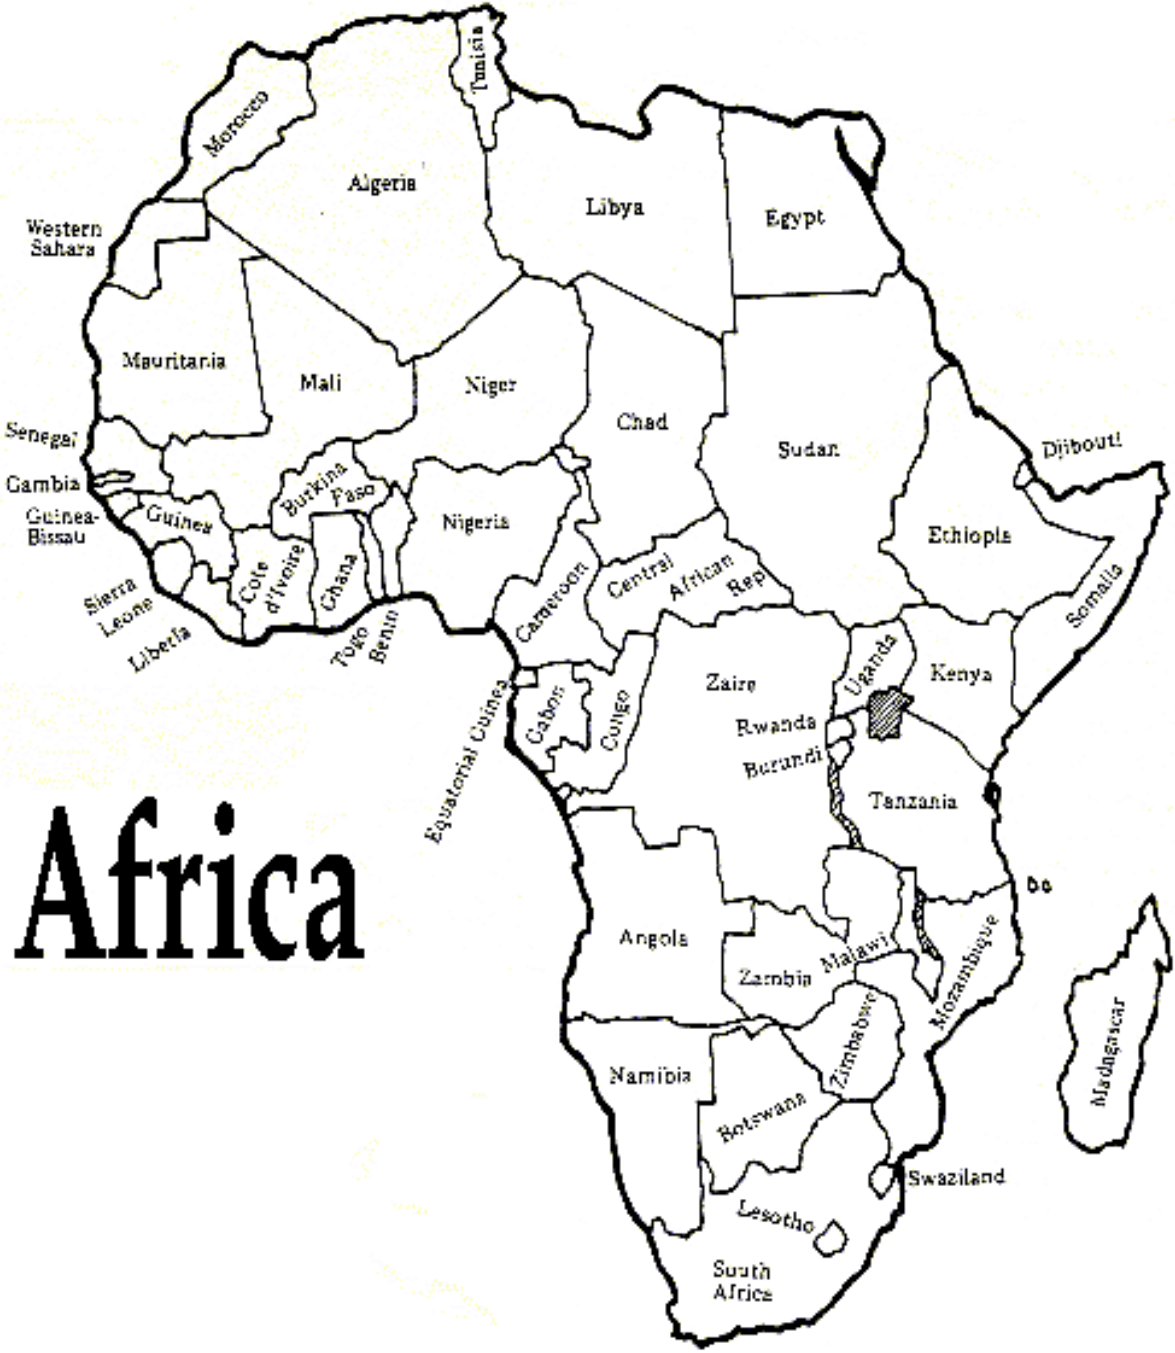 Tunisia
Morocco
Algeria
Libya
Egypt
Western
Sahara
Mauritania
Mali
Niger
Chad
Sudan
Senegal
Gambia
Guinea-
Bissau
Guinea
Burkina
Faso
Nigeria
Djibouti
Ethiopia
Somalia
Sierra
Leone
Liberia
Cote
d'Ivoire
Ghana
Togo
Benin
Cameroon
Central
African
Rep
Equatorial Guinea
Gabon
Congo
Zaire
Uganda
Kenya
Rwanda
Burundi
Tanzania
Africa
Angola
Zambia
Malawi
Mozambique
Zimbabwe
Madagascar
Namibia
Botswana
Swaziland
Lesotho
South
Africa